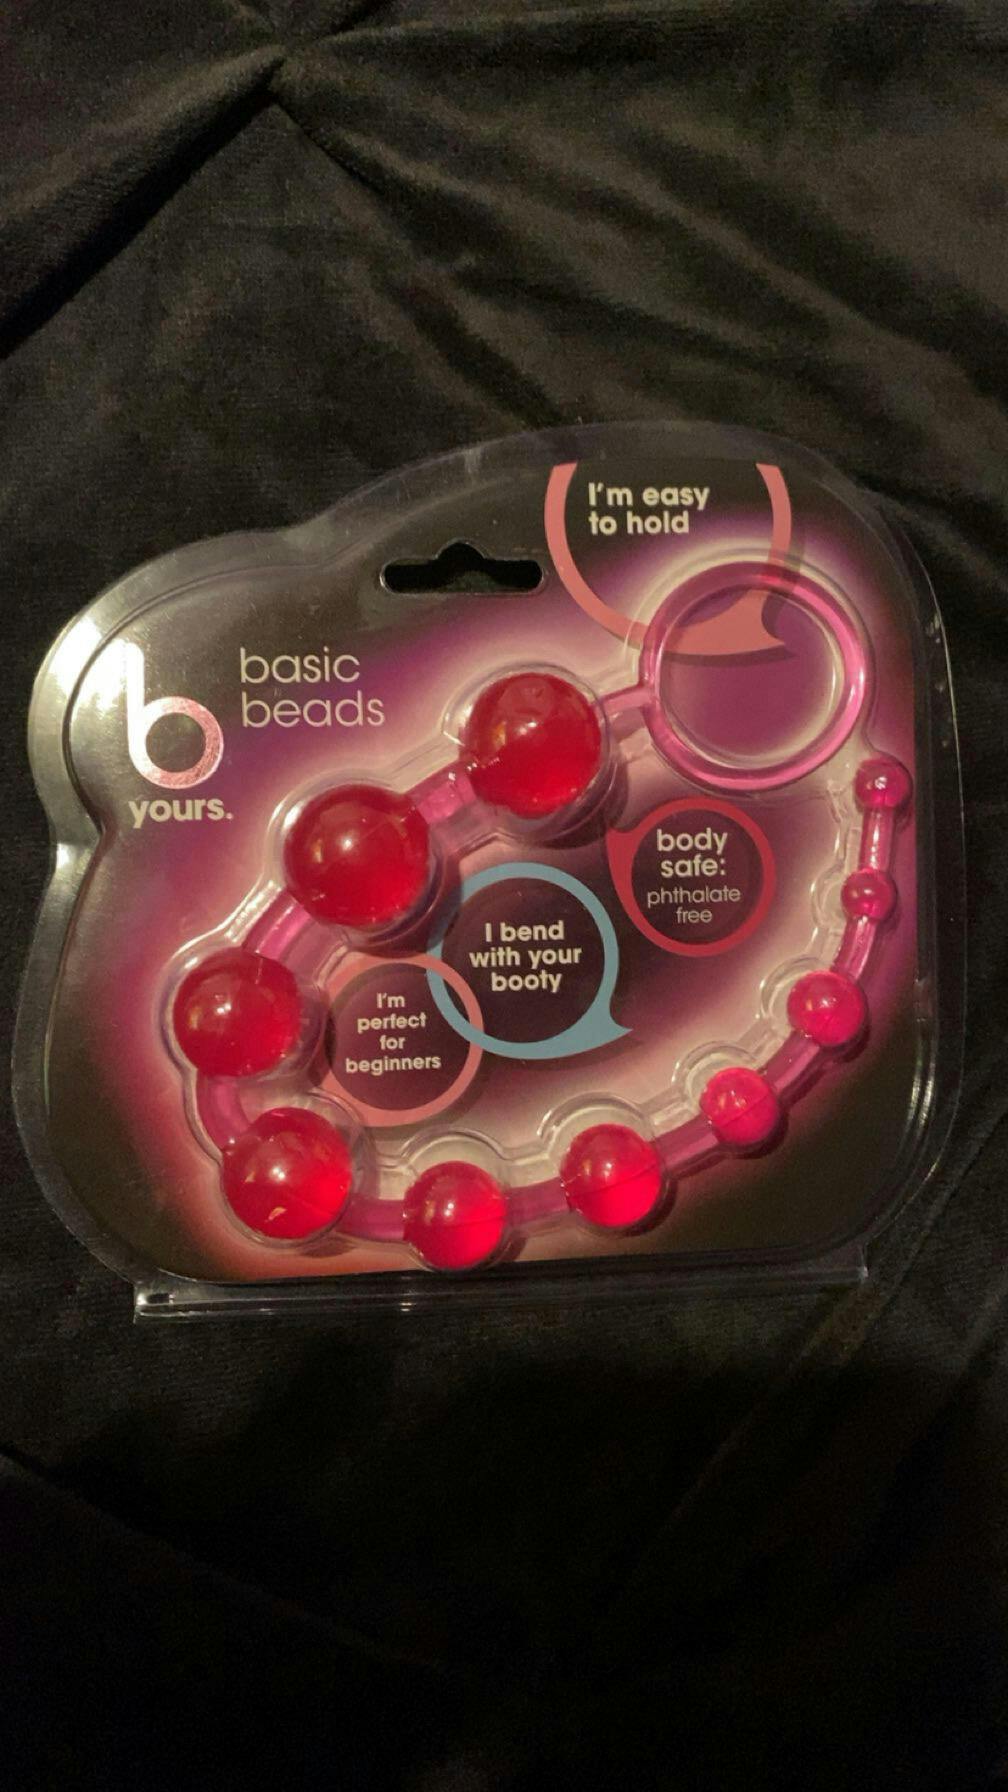 I'm easy
to hold
basic
beads
b
yours.
body
safe:
phthalate
free
I bend
with your
booty
I'm
perfect
for
beginners